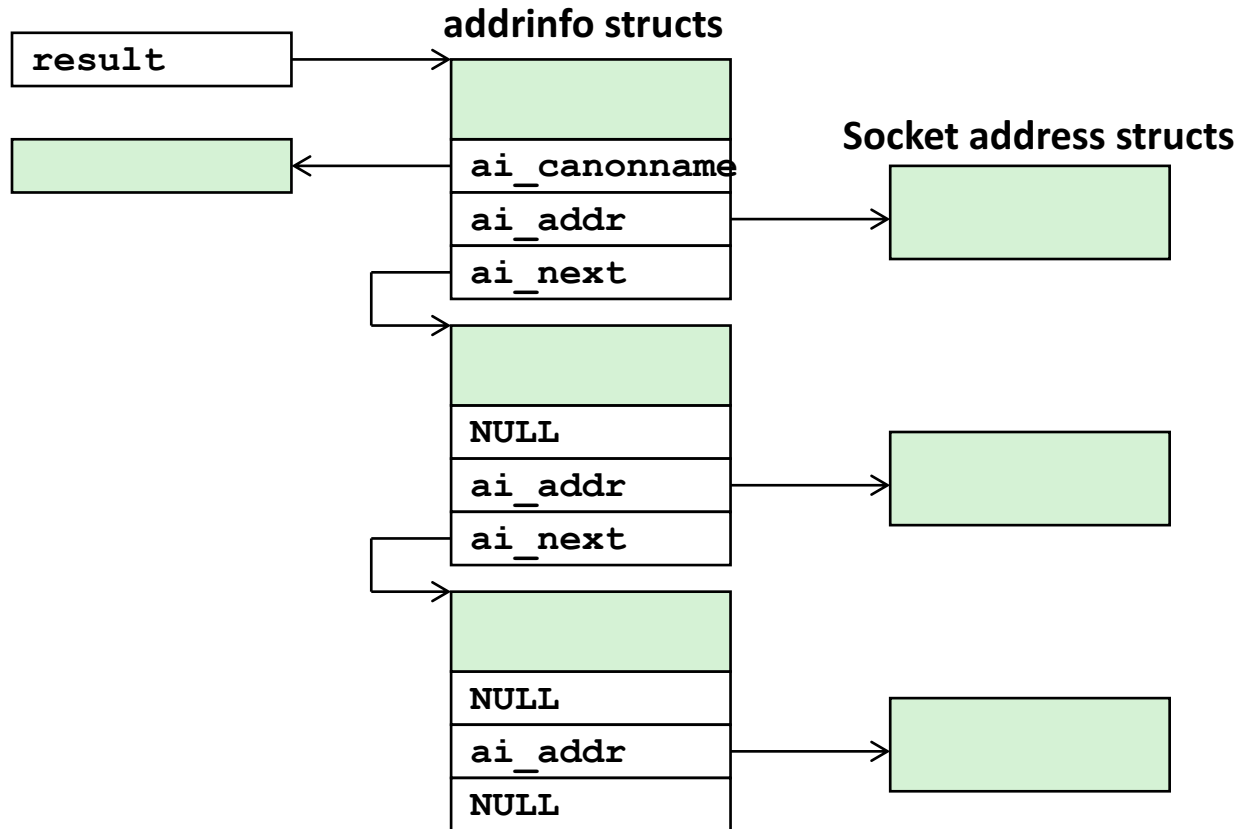 addrinfo structs
result
Socket address structs
ai_canonname
ai_addr
ai_next
NULL
ai_addr
ai_next
NULL
ai_addr
NULL